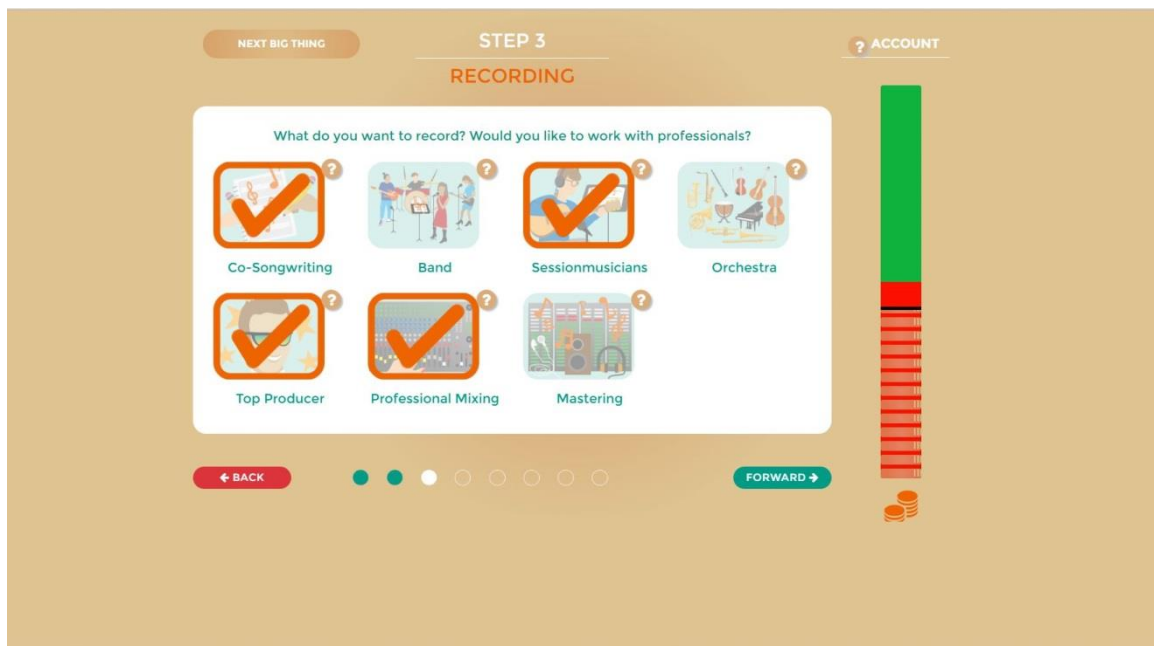 NEXT BIG THING
STEP 3
? ACCOUNT
RECORDING
What do you want to record? Would you like to work with professionals?
? ? ? ?
Co-Songwriting Band Sessionmusicians Orchestra
? ? ?
Top Producer Professional Mixing Mastering
← BACK
FORWARD →